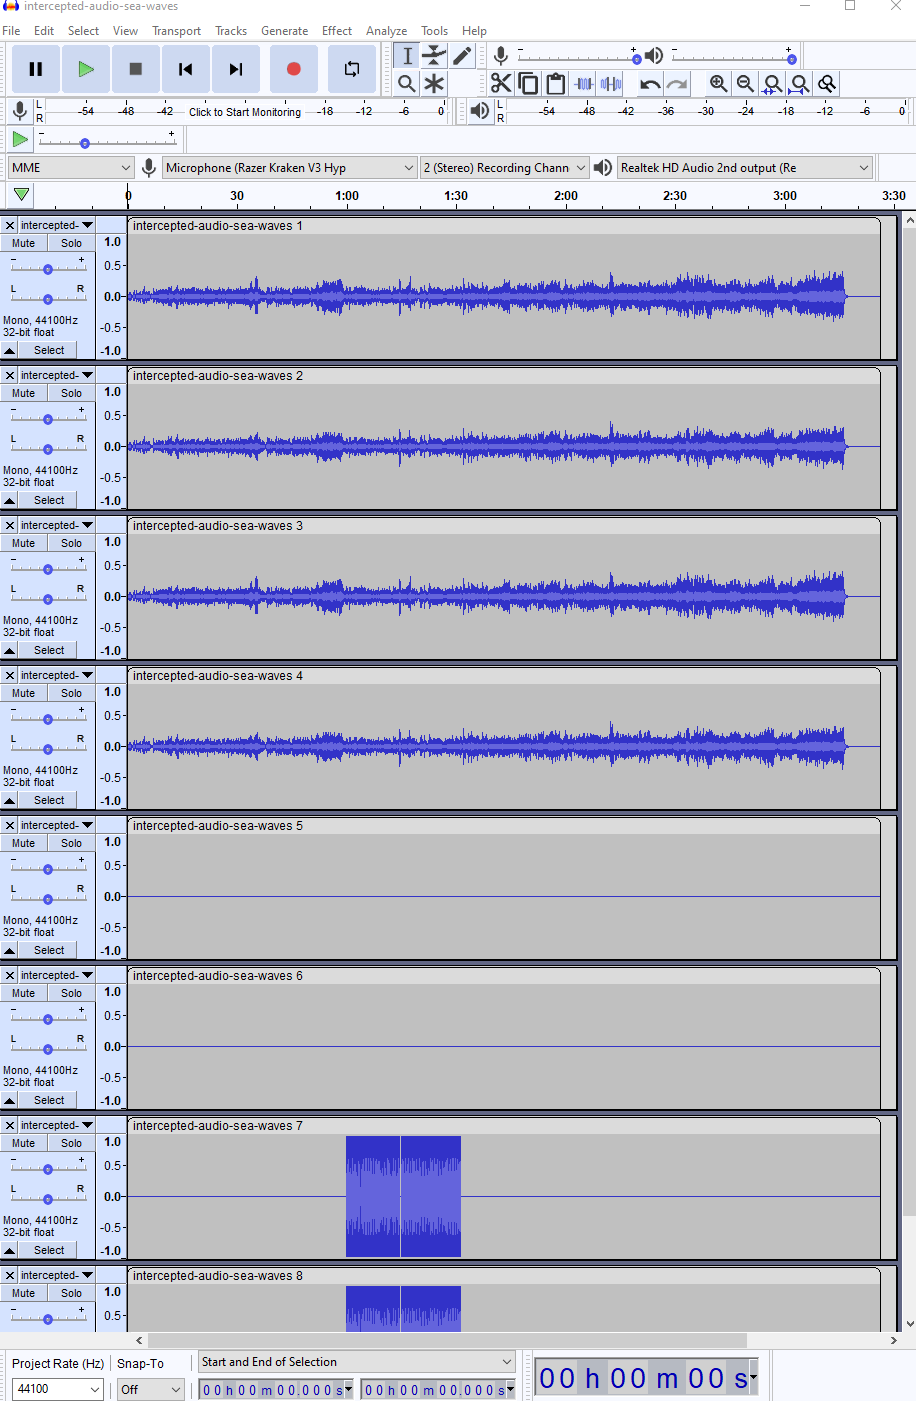 intercepted-audio-sea-waves
File Edit Select View Transport Tracks Generate Effect Analyze Tools Help
L R -54 -48 -42 Click to Start Monitoring -18 -12 -6 0 L R -54 -48 -42 -36 -30 -24 -18 -12 -6 0
MME Microphone (Razer Kraken V3 Hyp 2 (Stereo) Recording Chann Realtek HD Audio 2nd output (Re
0 30 1:00 1:30 2:00 2:30 3:00 3:30
intercepted- intercepted-audio-sea-waves 1
Mute Solo 1.0
- + 0.5
L R 0.0
Mono, 44100Hz -0.5
32-bit float
Select -1.0
intercepted- intercepted-audio-sea-waves 2
Mute Solo 1.0
- + 0.5
L R 0.0
Mono, 44100Hz -0.5
32-bit float
Select -1.0
intercepted- intercepted-audio-sea-waves 3
Mute Solo 1.0
- + 0.5
L R 0.0
Mono, 44100Hz -0.5
32-bit float
Select -1.0
intercepted- intercepted-audio-sea-waves 4
Mute Solo 1.0
- + 0.5
L R 0.0
Mono, 44100Hz -0.5
32-bit float
Select -1.0
intercepted- intercepted-audio-sea-waves 5
Mute Solo 1.0
- + 0.5
L R 0.0
Mono, 44100Hz -0.5
32-bit float
Select -1.0
intercepted- intercepted-audio-sea-waves 6
Mute Solo 1.0
- + 0.5
L R 0.0
Mono, 44100Hz -0.5
32-bit float
Select -1.0
intercepted- intercepted-audio-sea-waves 7
Mute Solo 1.0
- + 0.5
L R 0.0
Mono, 44100Hz -0.5
32-bit float
Select -1.0
intercepted- intercepted-audio-sea-waves 8
Mute Solo 1.0
- + 0.5
Project Rate (Hz) Snap-To Start and End of Selection
44100 Off 00h00m00.000s 00h00m00.000s 00h00m00s